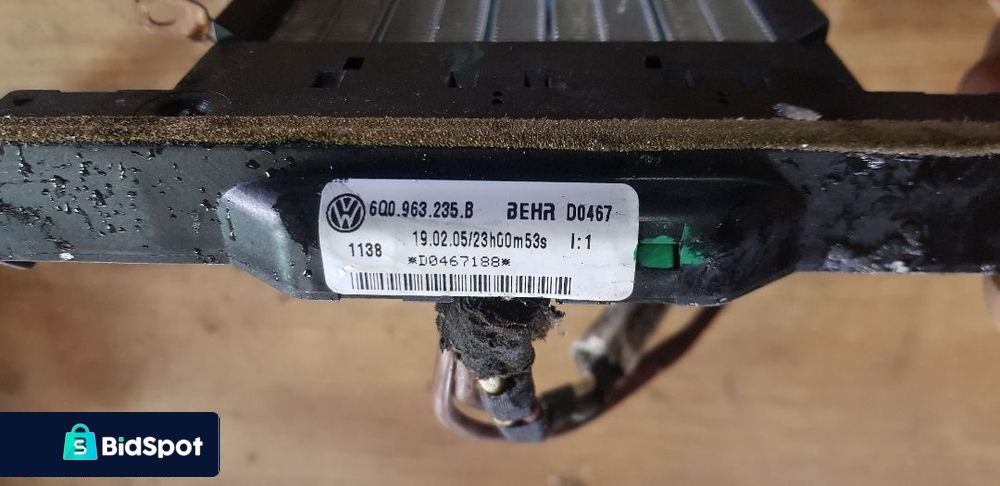 6Q0.963.235.B BEHR D0467
19.02.05/23h00m53s I:1
1138
*D0467188*
BidSpot